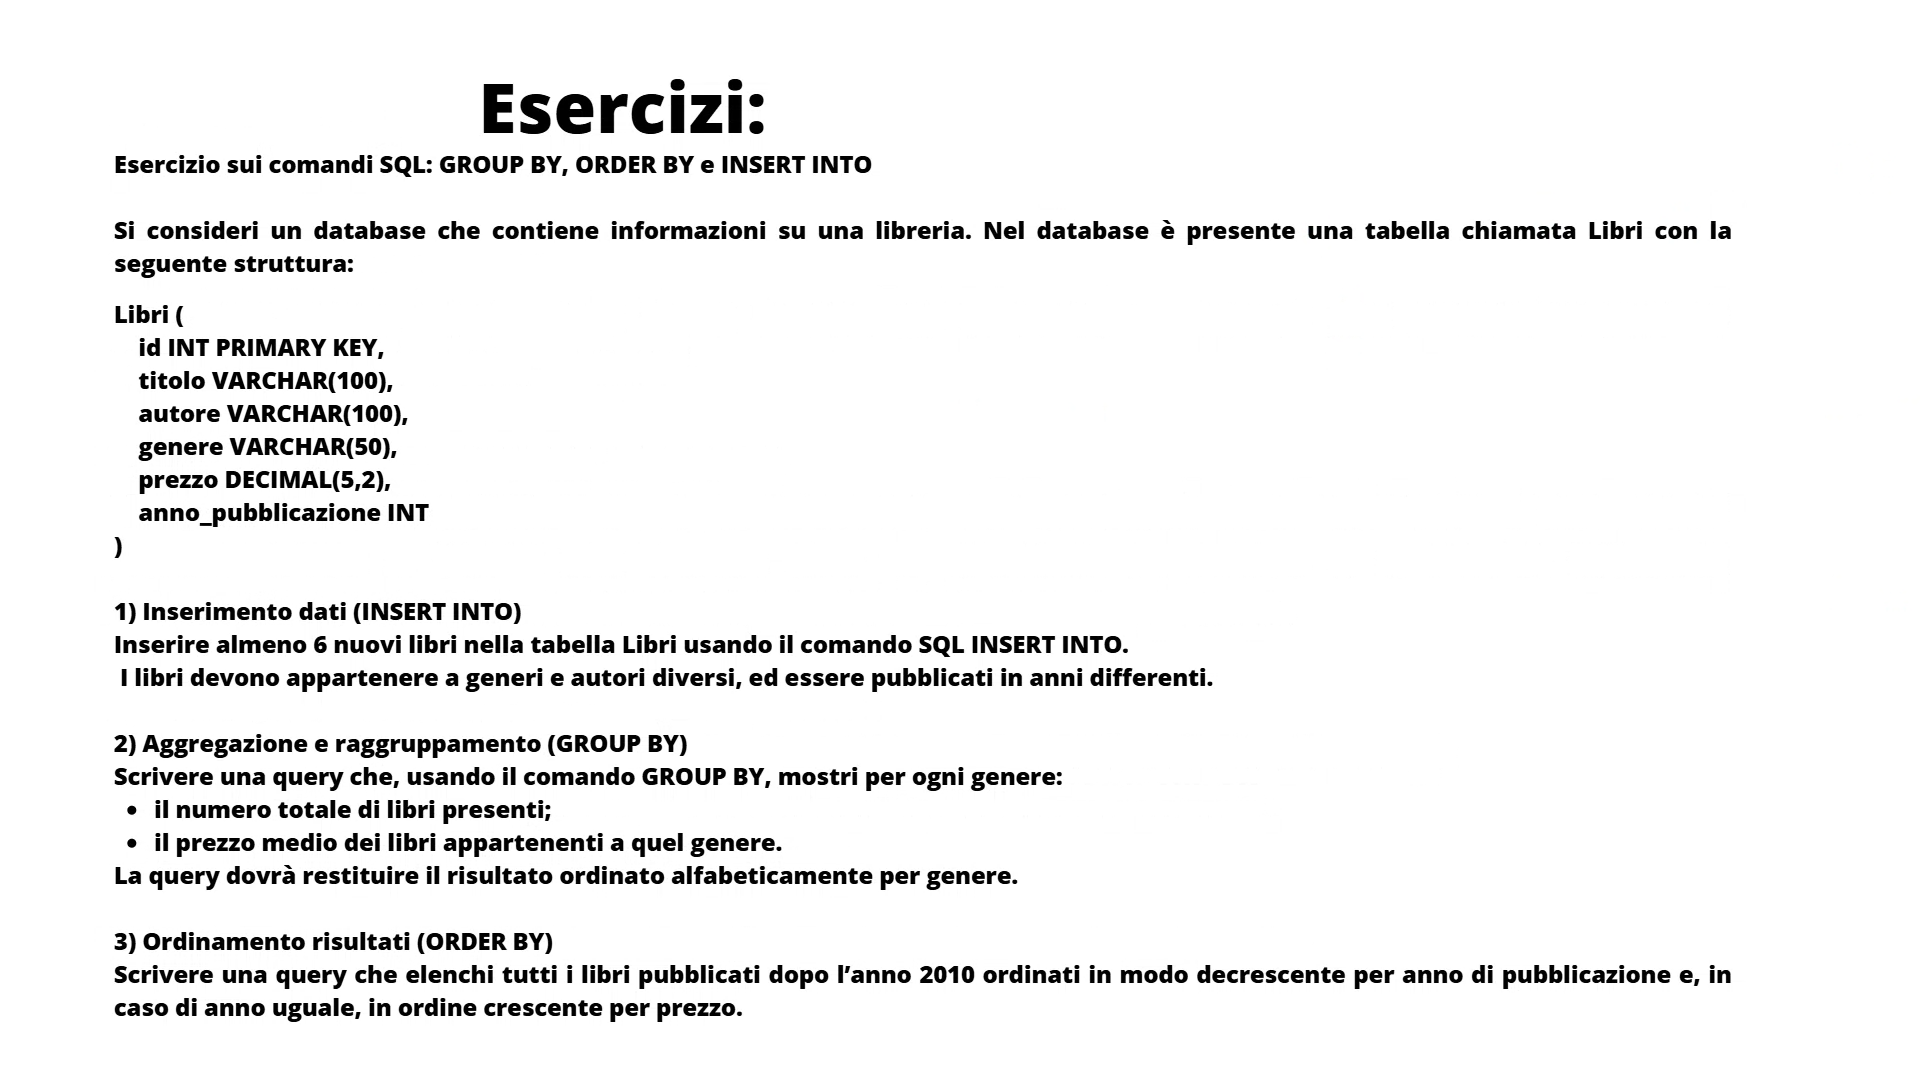 Esercizi:
Esercizio sui comandi SQL: GROUP BY, ORDER BY e INSERT INTO
Si consideri un database che contiene informazioni su una libreria. Nel database è presente una tabella chiamata Libri con la
seguente struttura:
Libri (
id INT PRIMARY KEY,
titolo VARCHAR(100),
autore VARCHAR(100),
genere VARCHAR(50),
prezzo DECIMAL(5,2),
anno_pubblicazione INT
)
1) Inserimento dati (INSERT INTO)
Inserire almeno 6 nuovi libri nella tabella Libri usando il comando SQL INSERT INTO.
I libri devono appartenere a generi e autori diversi, ed essere pubblicati in anni differenti.
2) Aggregazione e raggruppamento (GROUP BY)
Scrivere una query che, usando il comando GROUP BY, mostri per ogni genere:
• il numero totale di libri presenti;
• il prezzo medio dei libri appartenenti a quel genere.
La query dovrà restituire il risultato ordinato alfabeticamente per genere.
3) Ordinamento risultati (ORDER BY)
Scrivere una query che elenchi tutti i libri pubblicati dopo l’anno 2010 ordinati in modo decrescente per anno di pubblicazione e, in
caso di anno uguale, in ordine crescente per prezzo.